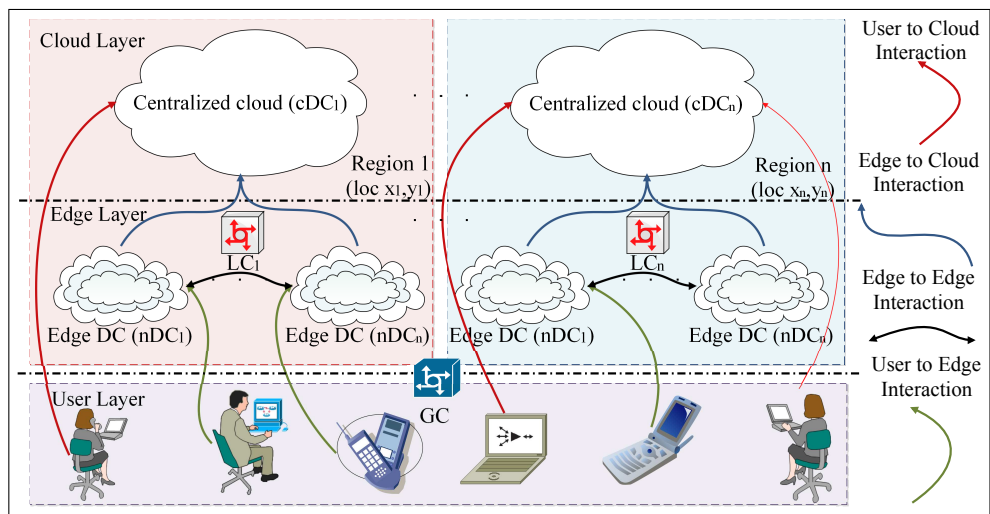 Cloud Layer
Centralized cloud (cDC1)
Region 1
(loc x1,y1)
Centralized cloud (cDCn)
Region n
(loc xn,yn)
Edge Layer
LC1
Edge DC (nDC1)
Edge DC (nDCn)
LCn
Edge DC (nDC1)
Edge DC (nDCn)
User Layer
GC
User to Cloud
Interaction
Edge to Cloud
Interaction
Edge to Edge
Interaction
User to Edge
Interaction